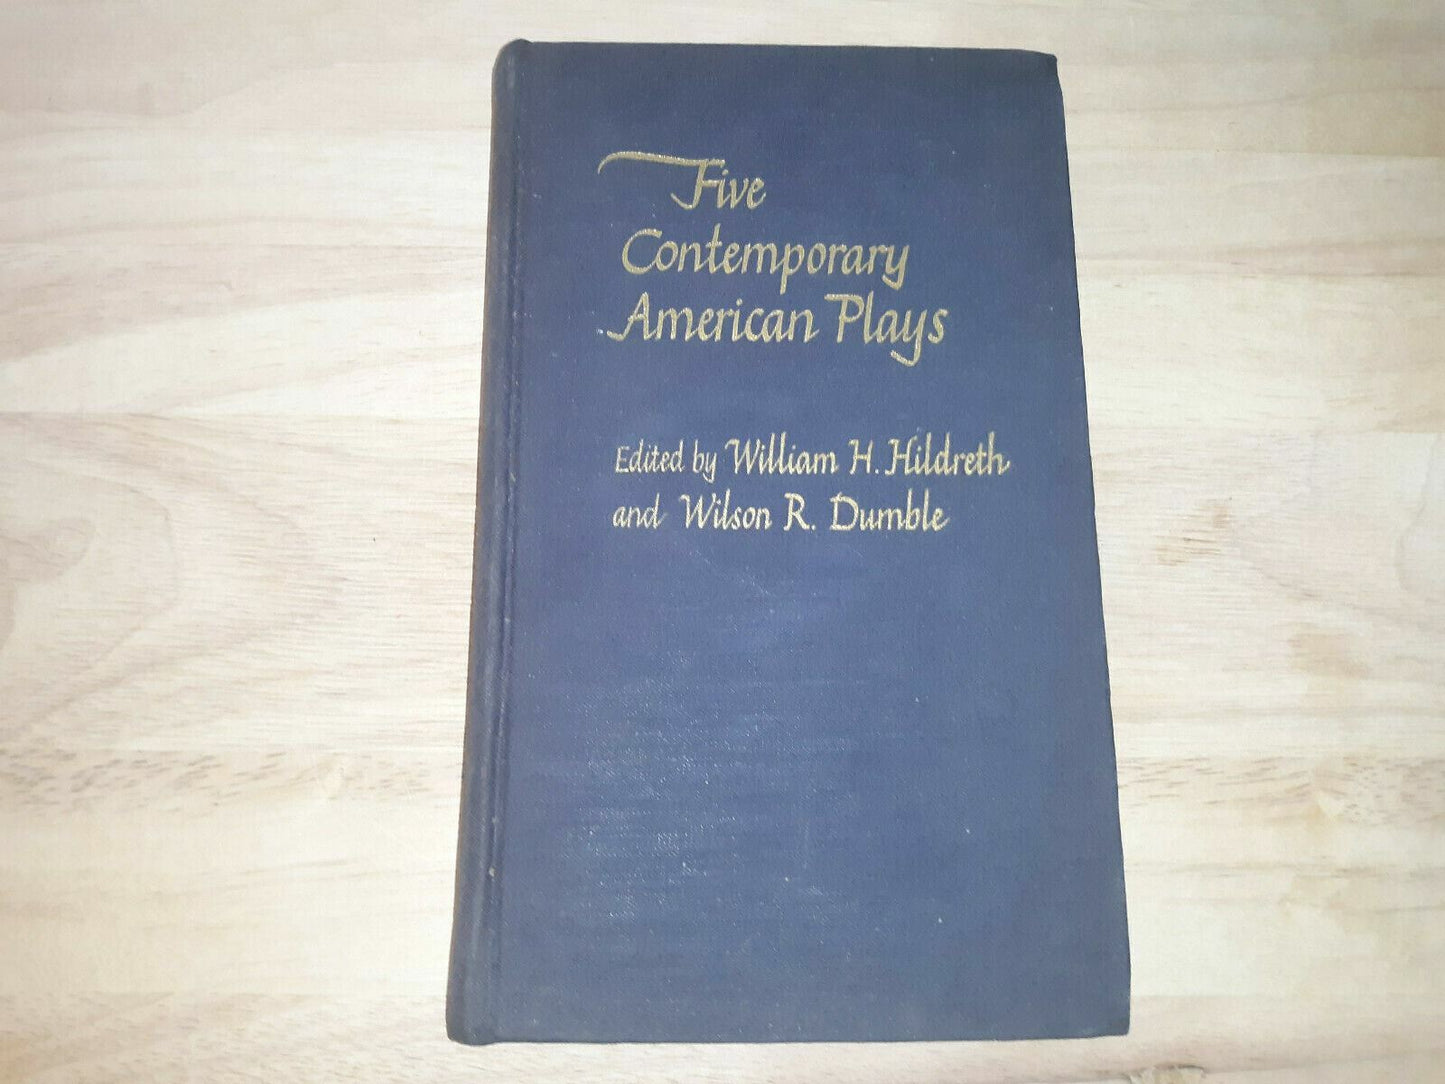 Five
Contemporary
American Plays
Edited by William H. Hildreth
and Wilson R. Dumble